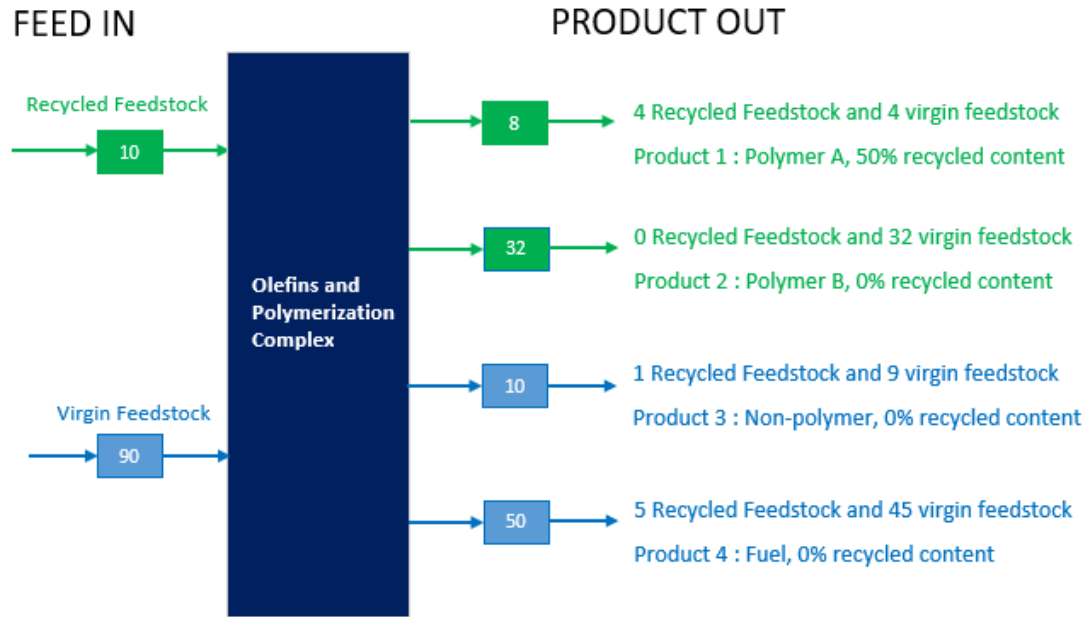 FEED IN
PRODUCT OUT
Recycled Feedstock
10
Virgin Feedstock
90
Olefins and
Polymerization
Complex
8
4 Recycled Feedstock and 4 virgin feedstock
Product 1 : Polymer A, 50% recycled content
32
0 Recycled Feedstock and 32 virgin feedstock
Product 2 : Polymer B, 0% recycled content
10
1 Recycled Feedstock and 9 virgin feedstock
Product 3 : Non-polymer, 0% recycled content
50
5 Recycled Feedstock and 45 virgin feedstock
Product 4 : Fuel, 0% recycled content